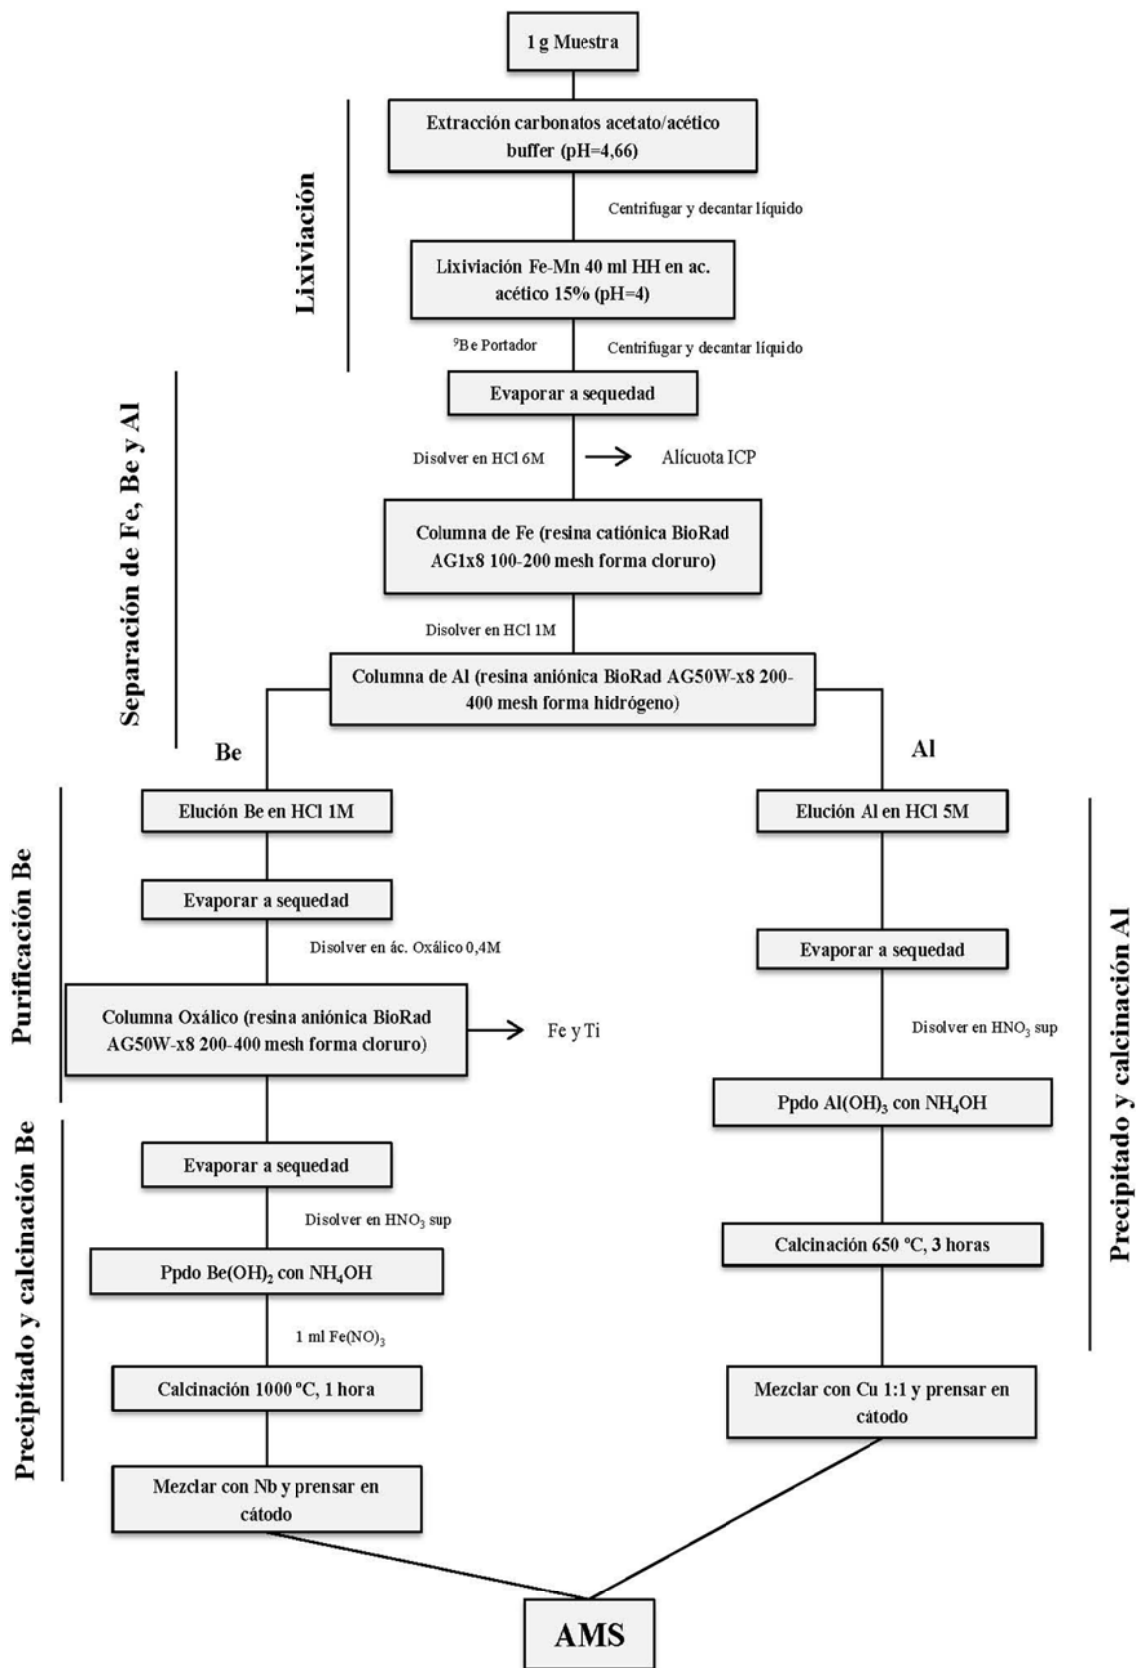 1 g Muestra
Extracción carbonatos acetato/acético
buffer (pH=4,66)
Centrifugar y decantar líquido
Lixiviación Fe-Mn 40 ml HH en ac.
acético 15% (pH=4)
Lixiviación
⁹Be Portador
Centrifugar y decantar líquido
Evaporar a sequedad
Disolver en HCl 6M
Alícuota ICP
Columna de Fe (resina catiónica BioRad
AG1x8 100-200 mesh forma cloruro)
Disolver en HCl 1M
Columna de Al (resina aniónica BioRad AG50W-x8 200-
400 mesh forma hidrógeno)
Separación de Fe, Be y Al
Be
Elución Be en HCl 1M
Evaporar a sequedad
Disolver en ác. Oxálico 0,4M
Columna Oxálico (resina aniónica BioRad
AG50W-x8 200-400 mesh forma cloruro)
Fe y Ti
Purificación Be
Evaporar a sequedad
Disolver en HNO₃ sup
Ppdo Be(OH)₂ con NH₄OH
1 ml Fe(NO)₃
Calcinación 1000 ºC, 1 hora
Mezclar con Nb y prensar en
cátodo
Precipitado y calcinación Be
Al
Elución Al en HCl 5M
Evaporar a sequedad
Disolver en HNO₃ sup
Ppdo Al(OH)₃ con NH₄OH
Calcinación 650 ºC, 3 horas
Mezclar con Cu 1:1 y prensar en
cátodo
Precipitado y calcinación Al
AMS